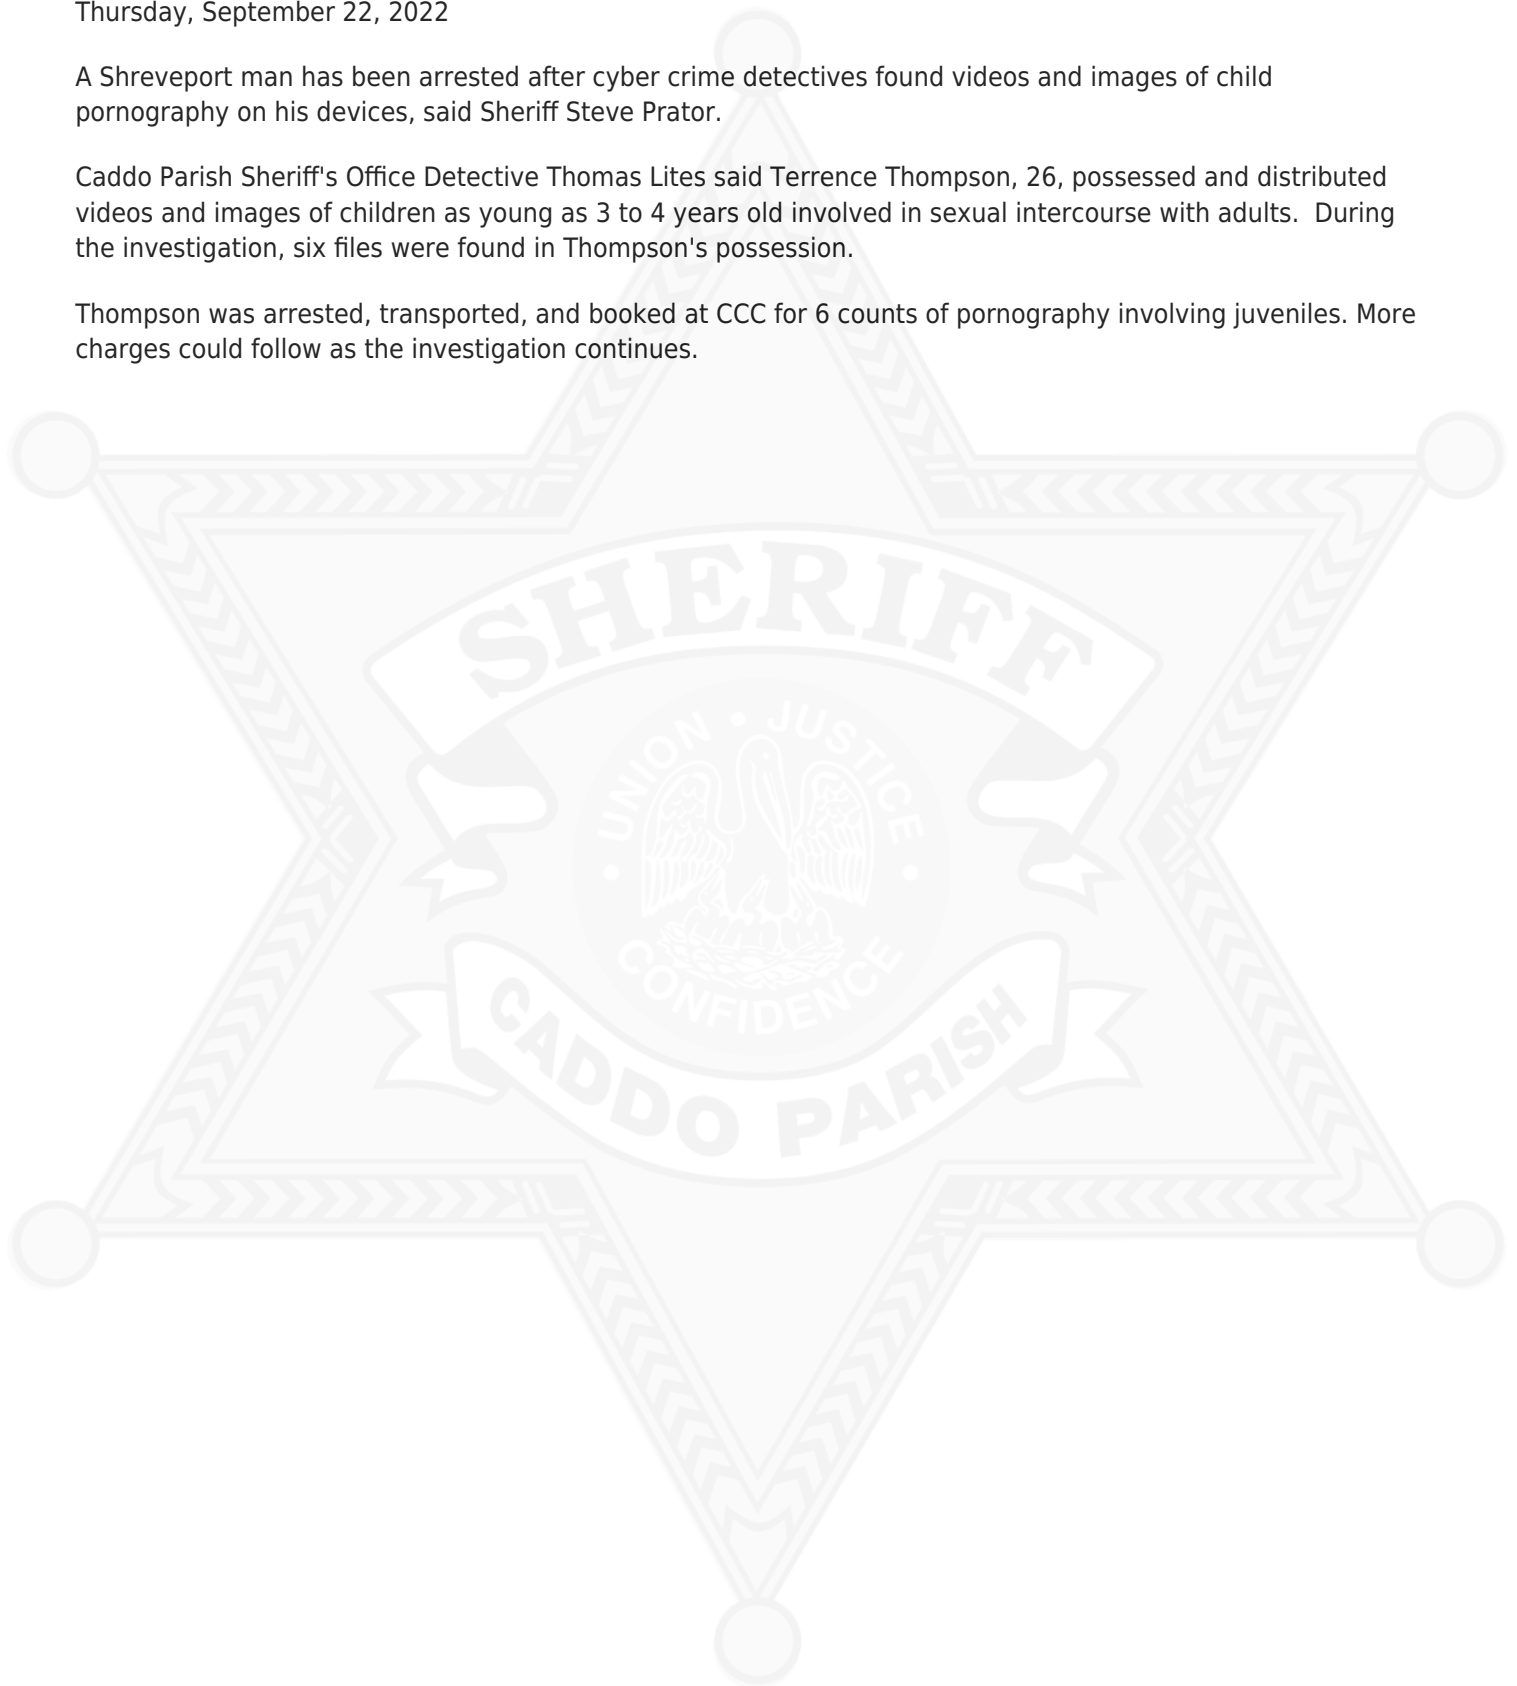 Thursday, September 22, 2022
A Shreveport man has been arrested after cyber crime detectives found videos and images of child
pornography on his devices, said Sheriff Steve Prator.
Caddo Parish Sheriff's Office Detective Thomas Lites said Terrence Thompson, 26, possessed and distributed
videos and images of children as young as 3 to 4 years old involved in sexual intercourse with adults.  During
the investigation, six files were found in Thompson's possession.
Thompson was arrested, transported, and booked at CCC for 6 counts of pornography involving juveniles. More
charges could follow as the investigation continues.
SHERIFF
UNION • JUSTICE
• CONFIDENCE •
CADDO PARISH